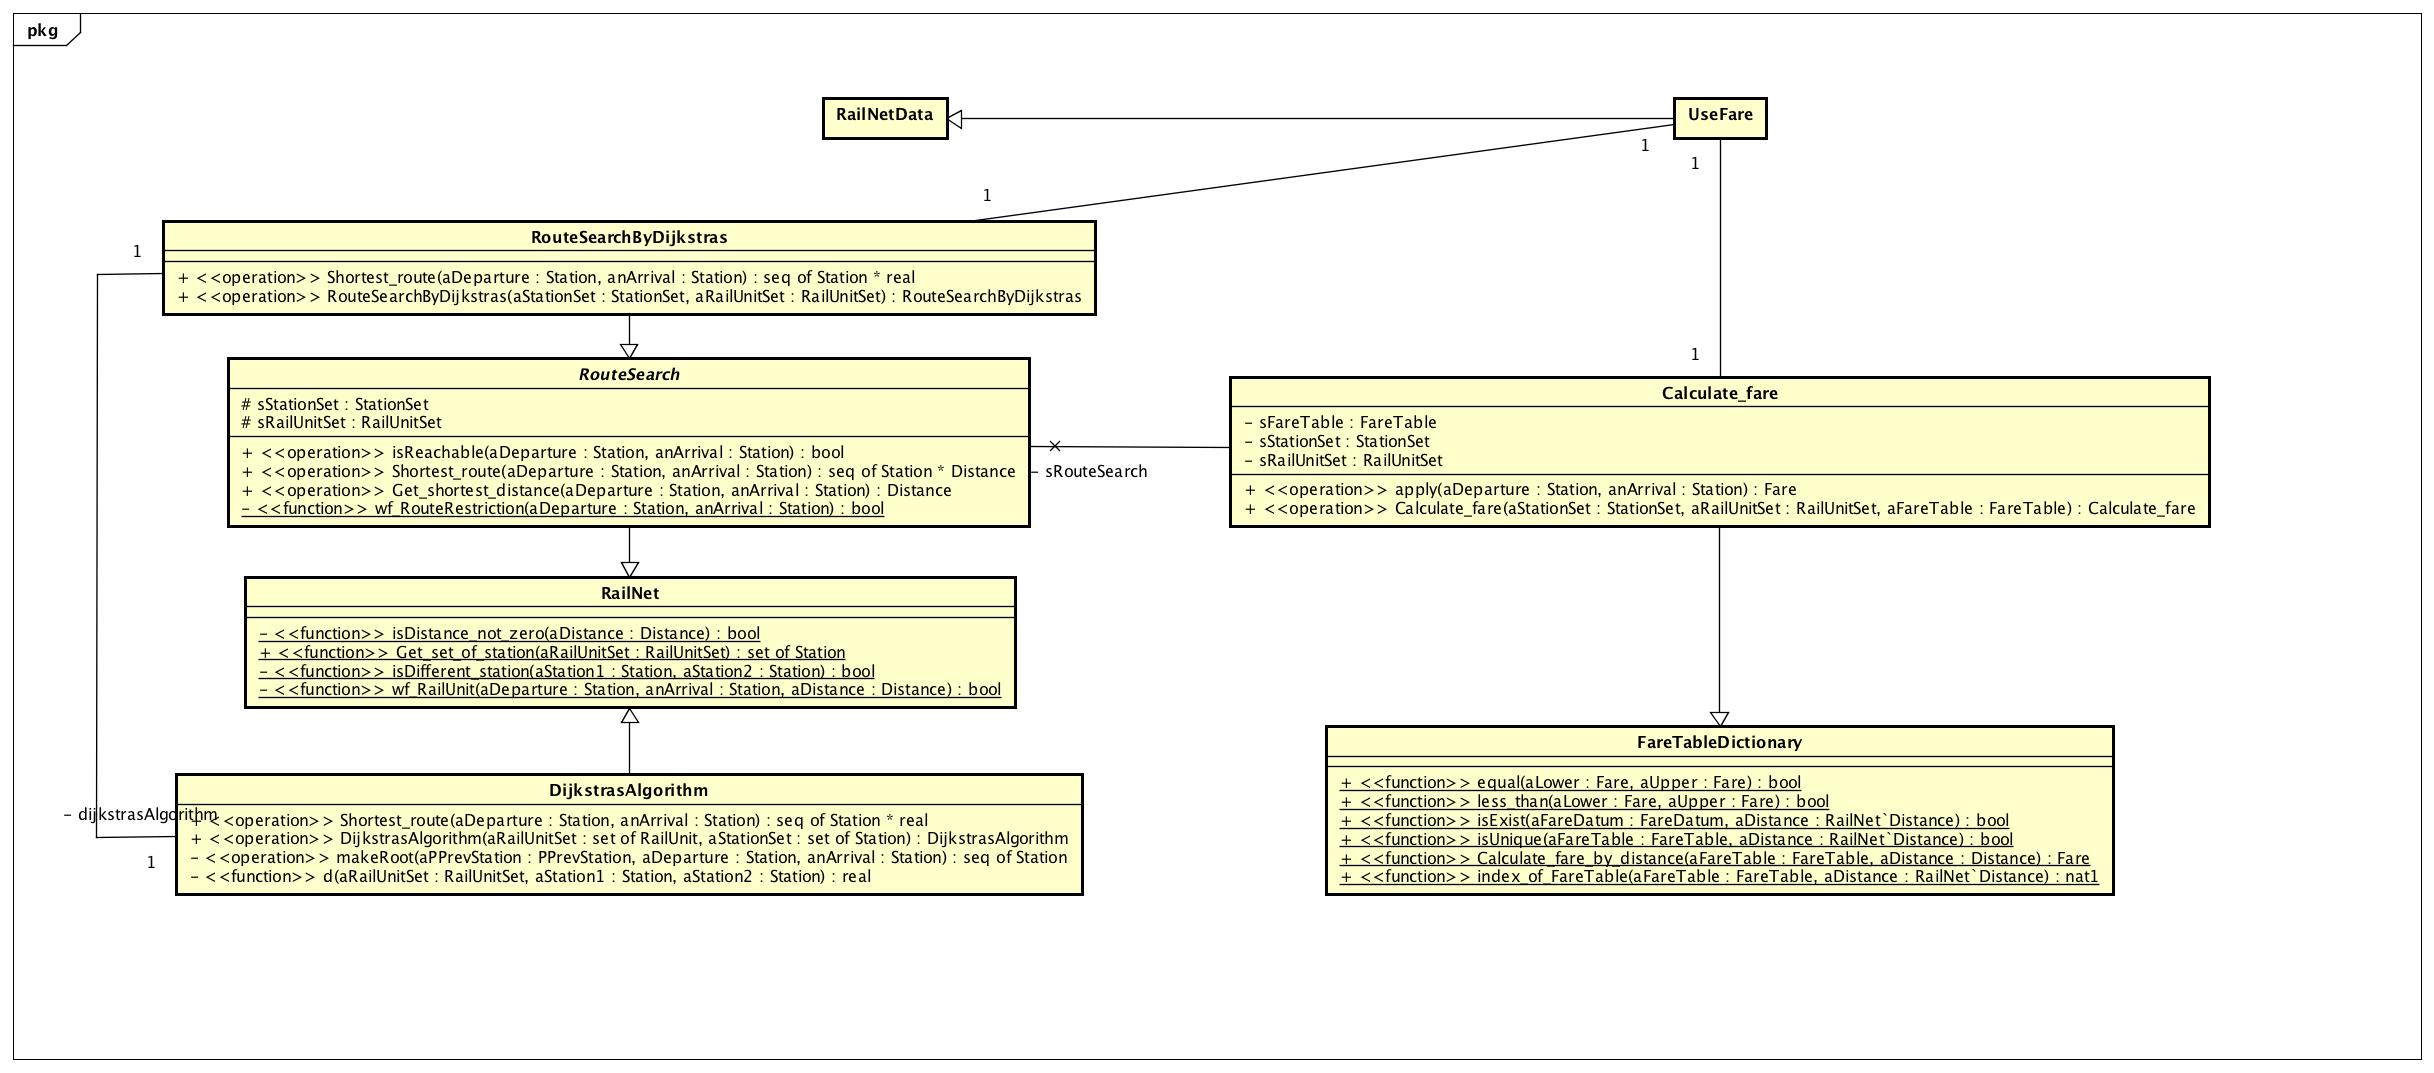 pkg
RailNetData
UseFare
1
1
1
RouteSearchByDijkstras
1
+ <<operation>> Shortest_route(aDeparture : Station, anArrival : Station) : seq of Station * real
+ <<operation>> RouteSearchByDijkstras(aStationSet : StationSet, aRailUnitSet : RailUnitSet) : RouteSearchByDijkstras
1
RouteSearch
# sStationSet : StationSet
# sRailUnitSet : RailUnitSet
+ <<operation>> isReachable(aDeparture : Station, anArrival : Station) : bool
+ <<operation>> Shortest_route(aDeparture : Station, anArrival : Station) : seq of Station * Distance
+ <<operation>> Get_shortest_distance(aDeparture : Station, anArrival : Station) : Distance
- <<function>> wf_RouteRestriction(aDeparture : Station, anArrival : Station) : bool
- sRouteSearch
Calculate_fare
- sFareTable : FareTable
- sStationSet : StationSet
- sRailUnitSet : RailUnitSet
+ <<operation>> apply(aDeparture : Station, anArrival : Station) : Fare
+ <<operation>> Calculate_fare(aStationSet : StationSet, aRailUnitSet : RailUnitSet, aFareTable : FareTable) : Calculate_fare
RailNet
- <<function>> isDistance_not_zero(aDistance : Distance) : bool
+ <<function>> Get_set_of_station(aRailUnitSet : RailUnitSet) : set of Station
- <<function>> isDifferent_station(aStation1 : Station, aStation2 : Station) : bool
- <<function>> wf_RailUnit(aDeparture : Station, anArrival : Station, aDistance : Distance) : bool
DijkstrasAlgorithm
- dijkstrasAlgorithm
+ <<operation>> Shortest_route(aDeparture : Station, anArrival : Station) : seq of Station * real
+ <<operation>> DijkstrasAlgorithm(aRailUnitSet : set of RailUnit, aStationSet : set of Station) : DijkstrasAlgorithm
- <<operation>> makeRoot(aPPrevStation : PPrevStation, aDeparture : Station, anArrival : Station) : seq of Station
- <<function>> d(aRailUnitSet : RailUnitSet, aStation1 : Station, aStation2 : Station) : real
1
FareTableDictionary
+ <<function>> equal(aLower : Fare, aUpper : Fare) : bool
+ <<function>> less_than(aLower : Fare, aUpper : Fare) : bool
+ <<function>> isExist(aFareDatum : FareDatum, aDistance : RailNet`Distance) : bool
+ <<function>> isUnique(aFareTable : FareTable, aDistance : RailNet`Distance) : bool
+ <<function>> Calculate_fare_by_distance(aFareTable : FareTable, aDistance : Distance) : Fare
+ <<function>> index_of_FareTable(aFareTable : FareTable, aDistance : RailNet`Distance) : nat1